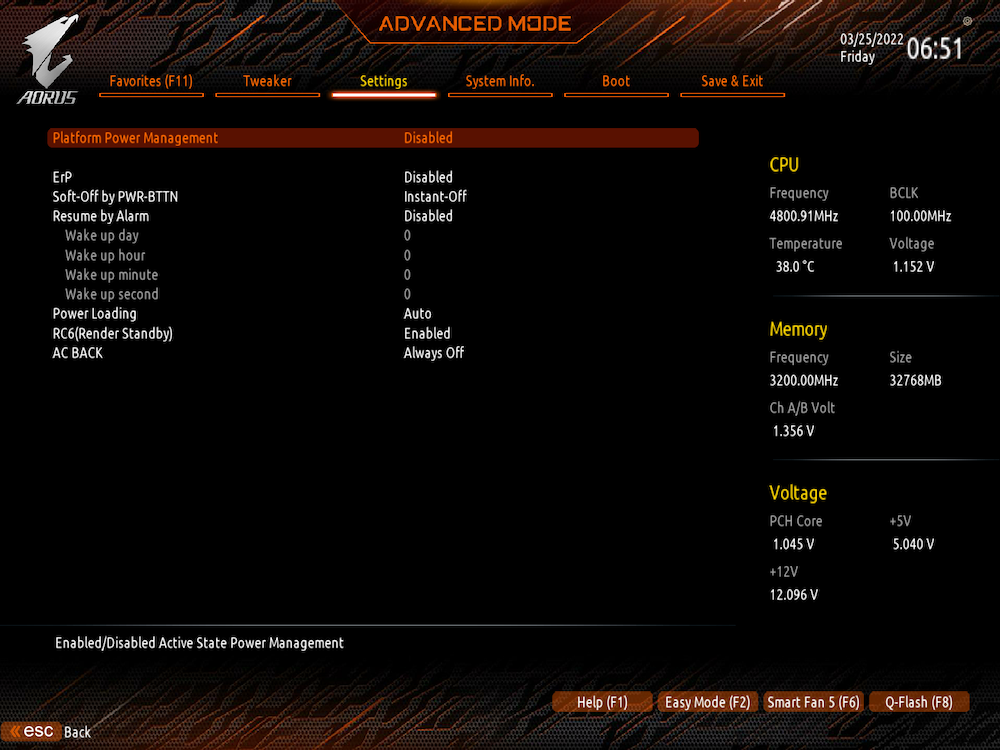 ADVANCED MODE
03/25/2022 06:51
Friday
AORUS
Favorites (F11) Tweaker Settings System Info. Boot Save & Exit
Platform Power Management Disabled
ErP Disabled
Soft-Off by PWR-BTTN Instant-Off
Resume by Alarm Disabled
Wake up day 0
Wake up hour 0
Wake up minute 0
Wake up second 0
Power Loading Auto
RC6(Render Standby) Enabled
AC BACK Always Off
CPU
Frequency BCLK
4800.91MHz 100.00MHz
Temperature Voltage
38.0 °C 1.152 V
Memory
Frequency Size
3200.00MHz 32768MB
Ch A/B Volt
1.356 V
Voltage
PCH Core +5V
1.045 V 5.040 V
+12V
12.096 V
Enabled/Disabled Active State Power Management
Help (F1) Easy Mode (F2) Smart Fan 5 (F6) Q-Flash (F8)
esc Back